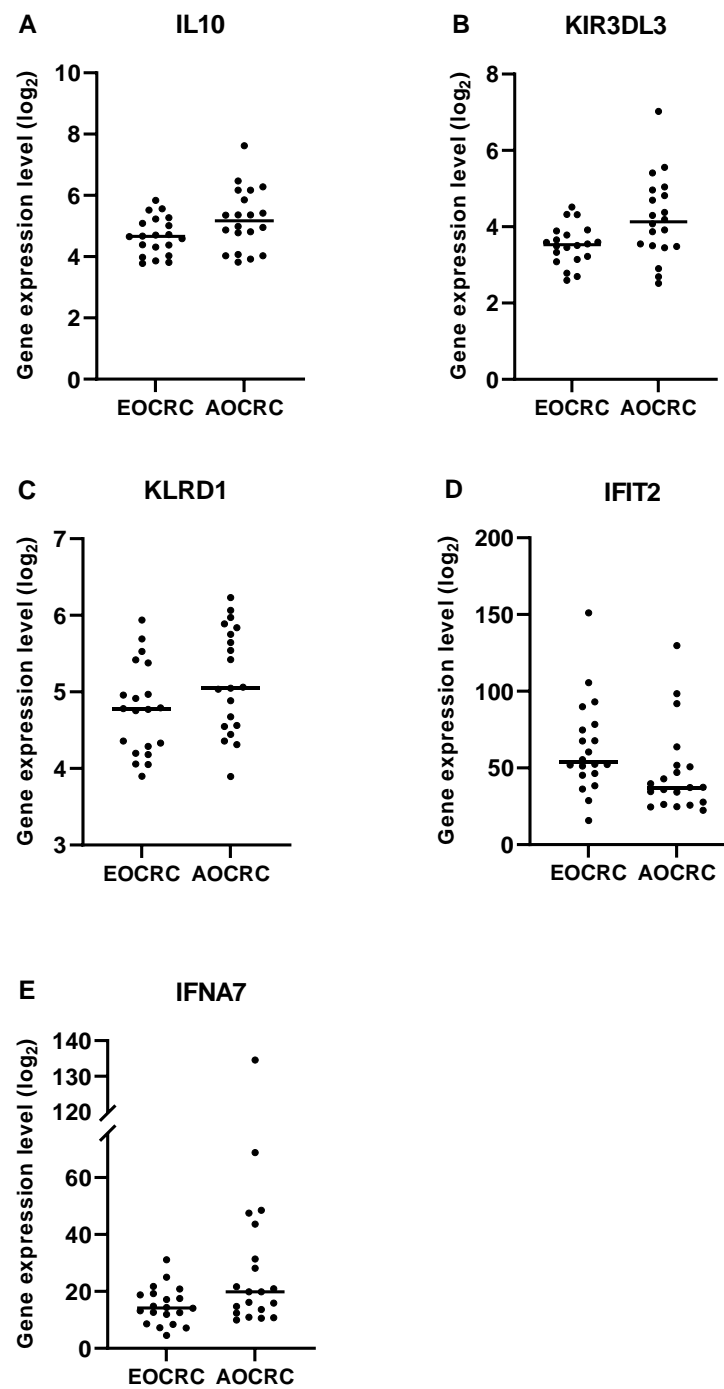 A
IL10
Gene expression level (log2)
10
8
6
4
2
0
EOCRC AOCRC
B
KIR3DL3
Gene expression level (log2)
8
6
4
2
0
EOCRC AOCRC
C
KLRD1
Gene expression level (log2)
7
6
5
4
3
EOCRC AOCRC
D
IFIT2
Gene expression level (log2)
200
150
100
50
0
EOCRC AOCRC
E
IFNA7
Gene expression level (log2)
140
130
120
60
40
20
0
EOCRC AOCRC